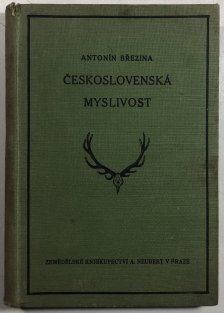 ANTONÍN BŘEZINA
ČESKOSLOVENSKÁ
MYSLIVOST
ZEMĚDĚLSKÉ KNIHKUPECTVÍ A. NEUBERT V PRAZE